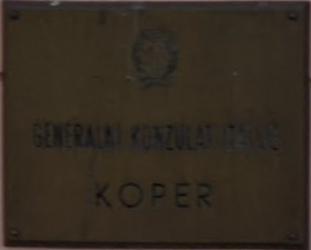 GENERALNI KONZULAT ITALIJE
KOPER